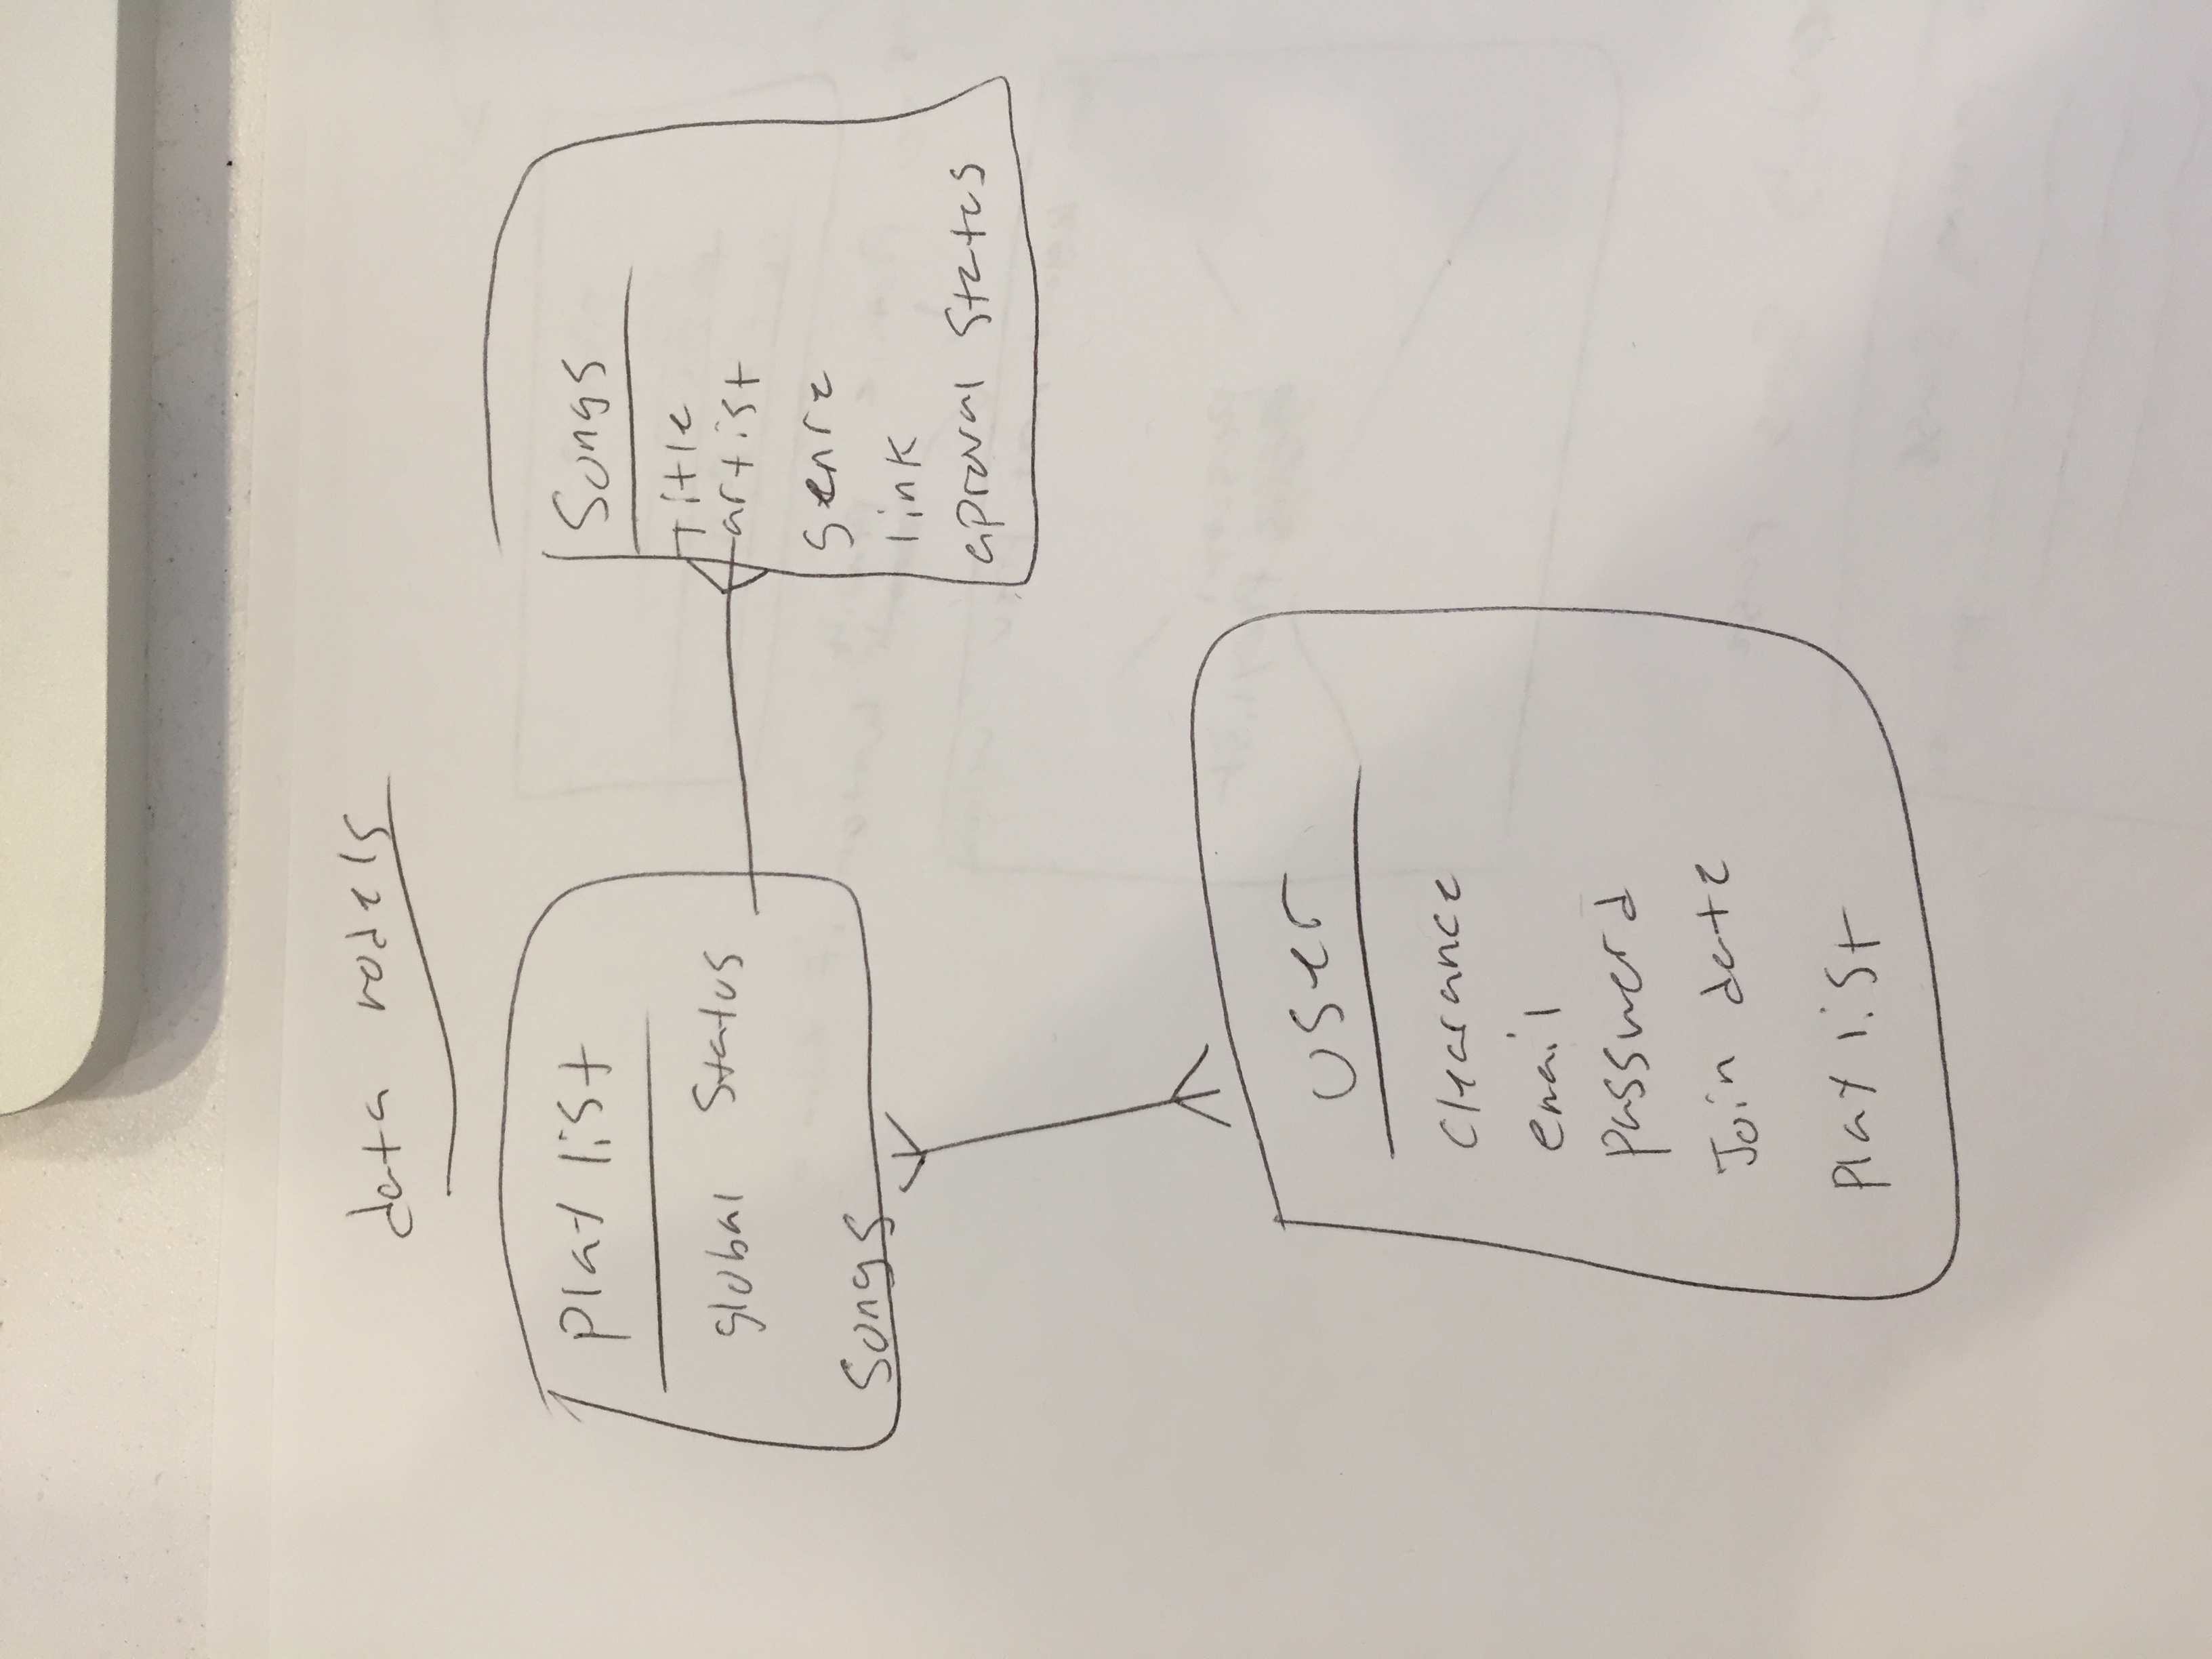 data models
Play list
global status
Songs
Songs
Title
artist
genre
link
aproval status
user
Clearance
email
password
Join date
Play list